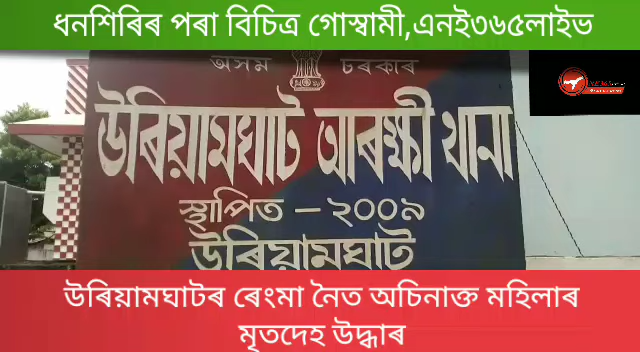 ধনশিৰিৰ পৰা বিচিত্ৰ গোস্বামী,এনই৩৬৫লাইভ
অসম চৰকাৰ
উৰিয়ামঘাট আৰক্ষী থানা
স্থাপিত – ২০০৯
উৰিয়ামঘাট
উৰিয়ামঘাটৰ ৰেংমা নৈত অচিনাক্ত মহিলাৰ
মৃতদেহ উদ্ধাৰ